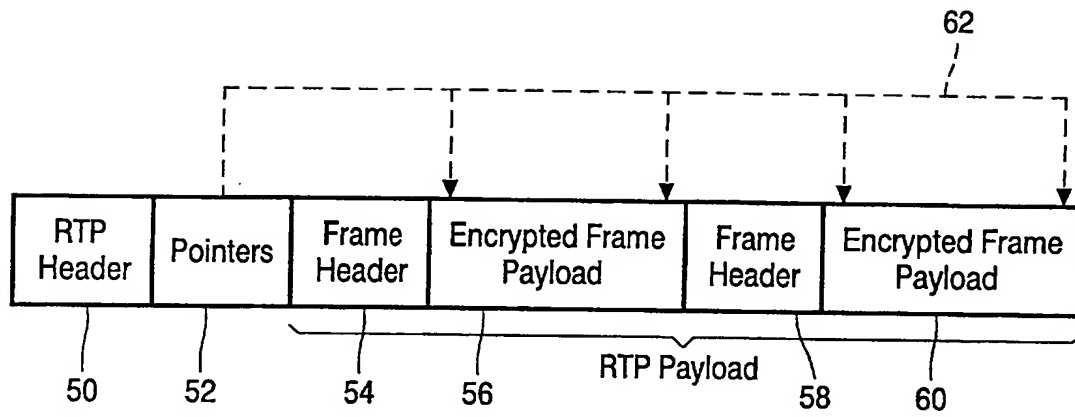 62
RTP
Header
Pointers
Frame
Header
Encrypted Frame
Payload
Frame
Header
Encrypted Frame
Payload
RTP Payload
50
52
54
56
58
60